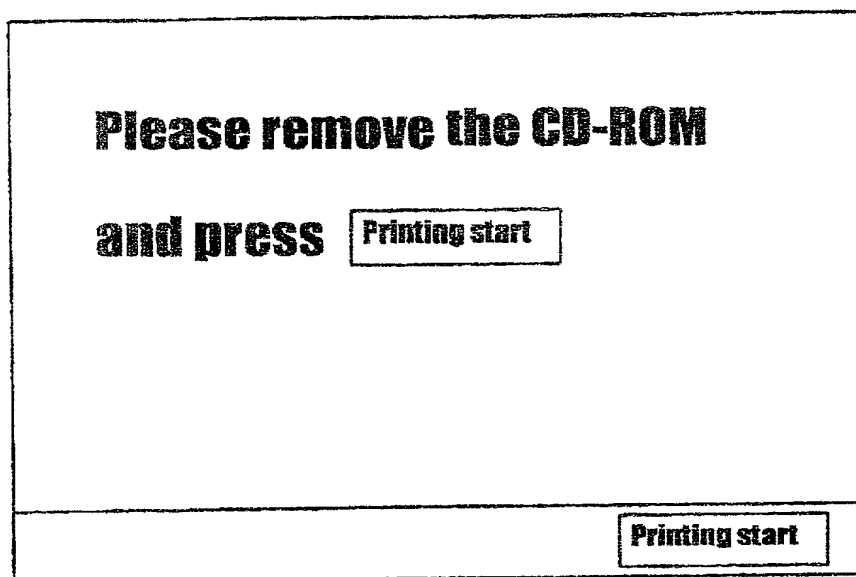 Please remove the CD-ROM
and press Printing start
Printing start